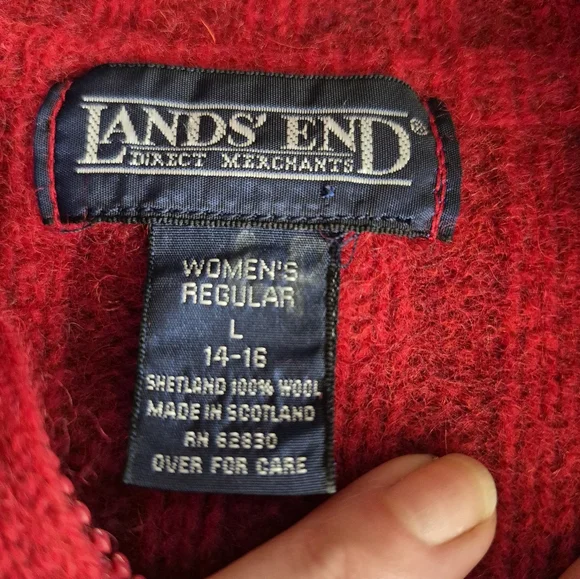 LANDS' END®
DIRECT MERCHANTS
WOMEN'S
REGULAR
L
14-16
SHETLAND 100% WOOL
MADE IN SCOTLAND
RN 62830
OVER FOR CARE